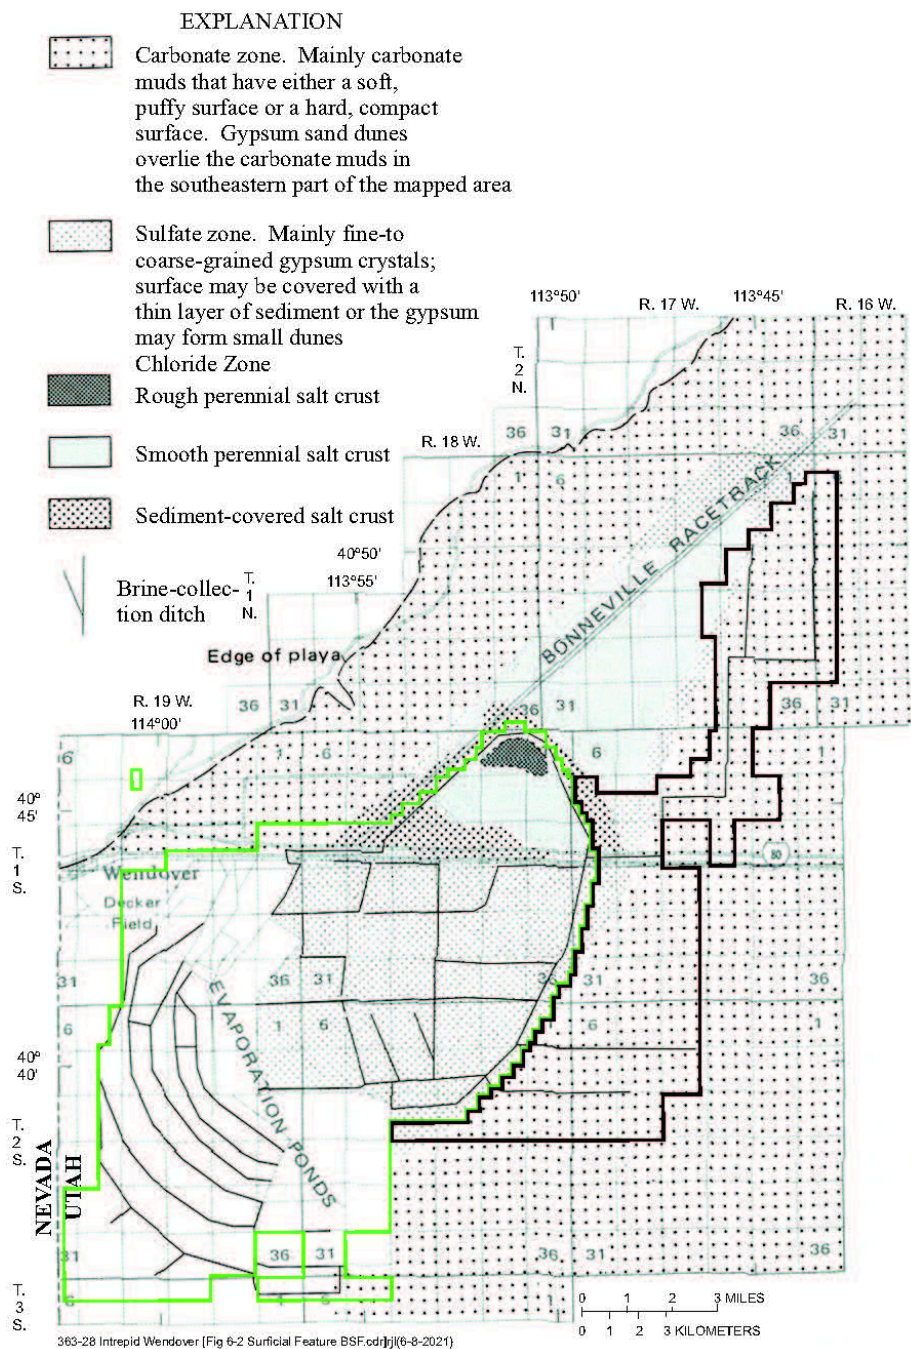 EXPLANATION
Carbonate zone. Mainly carbonate
muds that have either a soft,
puffy surface or a hard, compact
surface. Gypsum sand dunes
overlie the carbonate muds in
the southeastern part of the mapped area
Sulfate zone. Mainly fine-to
coarse-grained gypsum crystals;
surface may be covered with a
thin layer of sediment or the gypsum
may form small dunes
Chloride Zone
Rough perennial salt crust
Smooth perennial salt crust
Sediment-covered salt crust
Brine-collec-
tion ditch
113°50'
R. 17 W.
113°45'
R. 16 W.
T.
2
N.
R. 18 W.
36 31
36 31
1 6
1
40°50'
113°55'
T.
1
N.
BONNEVILLE RACETRACK
Edge of playa
R. 19 W.
114°00'
36 31
36 31
36 31
6
1 6
6
1
40°
45'
T.
1
S.
Wendover
80
Decker
Field
31
36 31
36 31
36
EVAPORATION PONDS
6
1 6
6
1
40°
40'
T.
2
S.
NEVADA
UTAH
31
36 31
36 31
36
T.
3
S.
6
1 6
0 1 2 3 MILES
0 1 2 3 KILOMETERS
363-28 Intrepid Wendover [Fig 6-2 Surficial Feature BSF.cdr]rjl(6-8-2021)